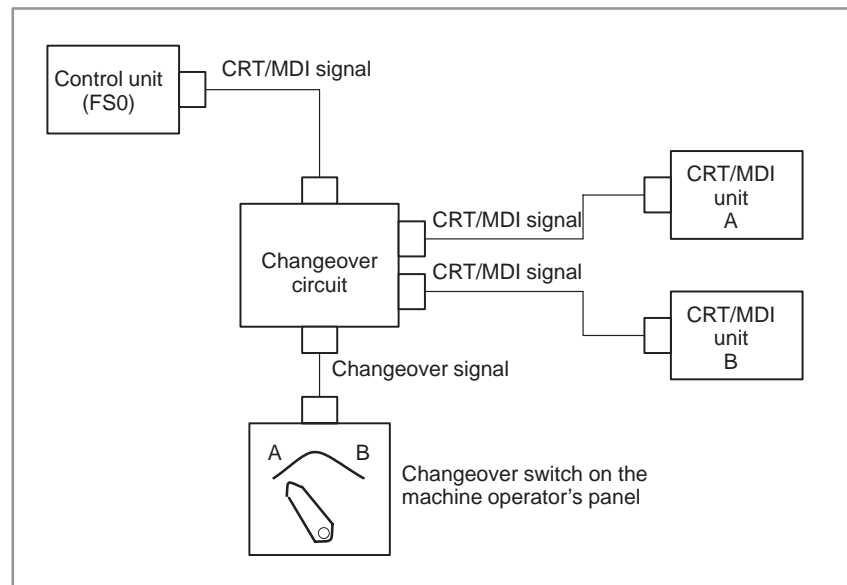 Control unit
(FS0)
CRT/MDI signal
CRT/MDI
unit
A
CRT/MDI signal
Changeover
circuit
CRT/MDI signal
CRT/MDI
unit
B
Changeover signal
A B
Changeover switch on the
machine operator’s panel